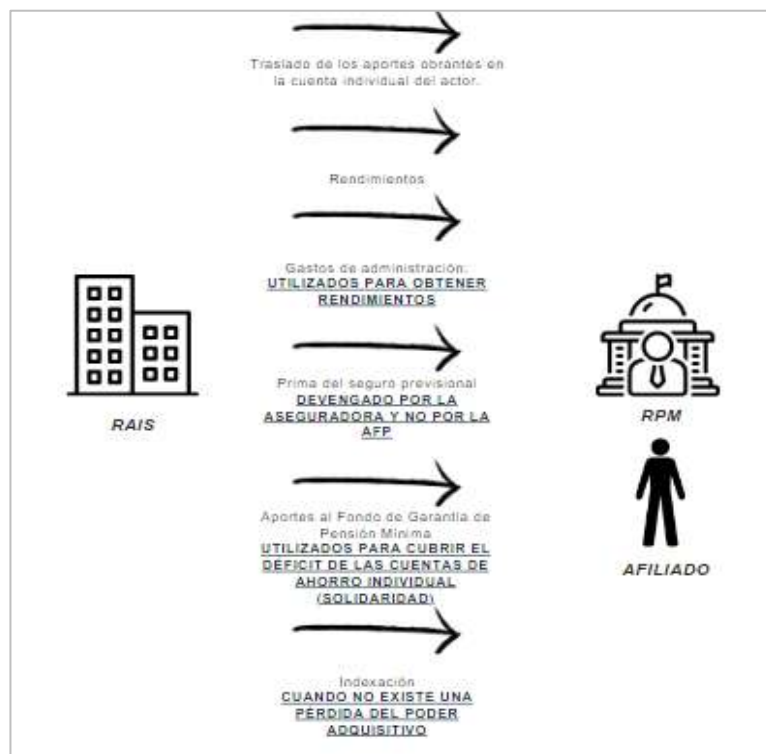 Traslado de los aportes obrantes en
la cuenta individual del actor.
Rendimientos
Gastos de administración:
UTILIZADOS PARA OBTENER
RENDIMIENTOS
Prima del seguro previsional
DEVENGADO POR LA
ASEGURADORA Y NO POR LA
AFP
RAIS
RPM
Aportes al Fondo de Garantía de
Pensión Mínima
UTILIZADOS PARA CUBRIR EL
DÉFICIT DE LAS CUENTAS DE
AHORRO INDIVIDUAL
(SOLIDARIDAD)
AFILIADO
Indexación
CUANDO NO EXISTE UNA
PÉRDIDA DEL PODER
ADQUISITIVO